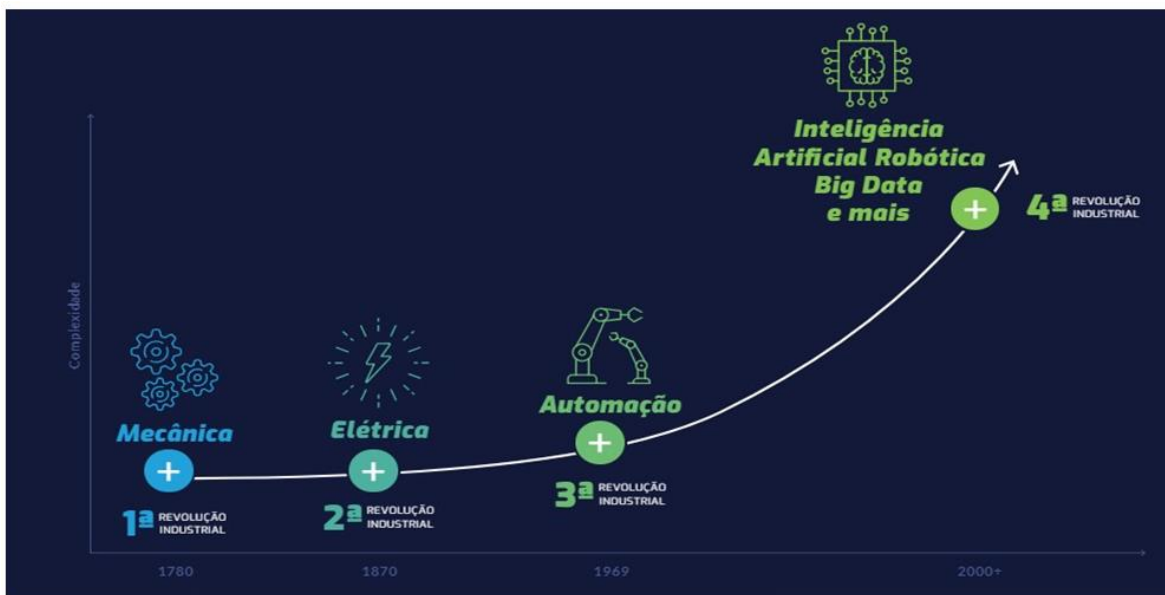 Inteligência
Artificial Robótica
Big Data
e mais
4ª REVOLUÇÃO
INDUSTRIAL
Complexidade
Mecânica
Elétrica
Automação
1ª REVOLUÇÃO
INDUSTRIAL
2ª REVOLUÇÃO
INDUSTRIAL
3ª REVOLUÇÃO
INDUSTRIAL
1780
1870
1969
2000+